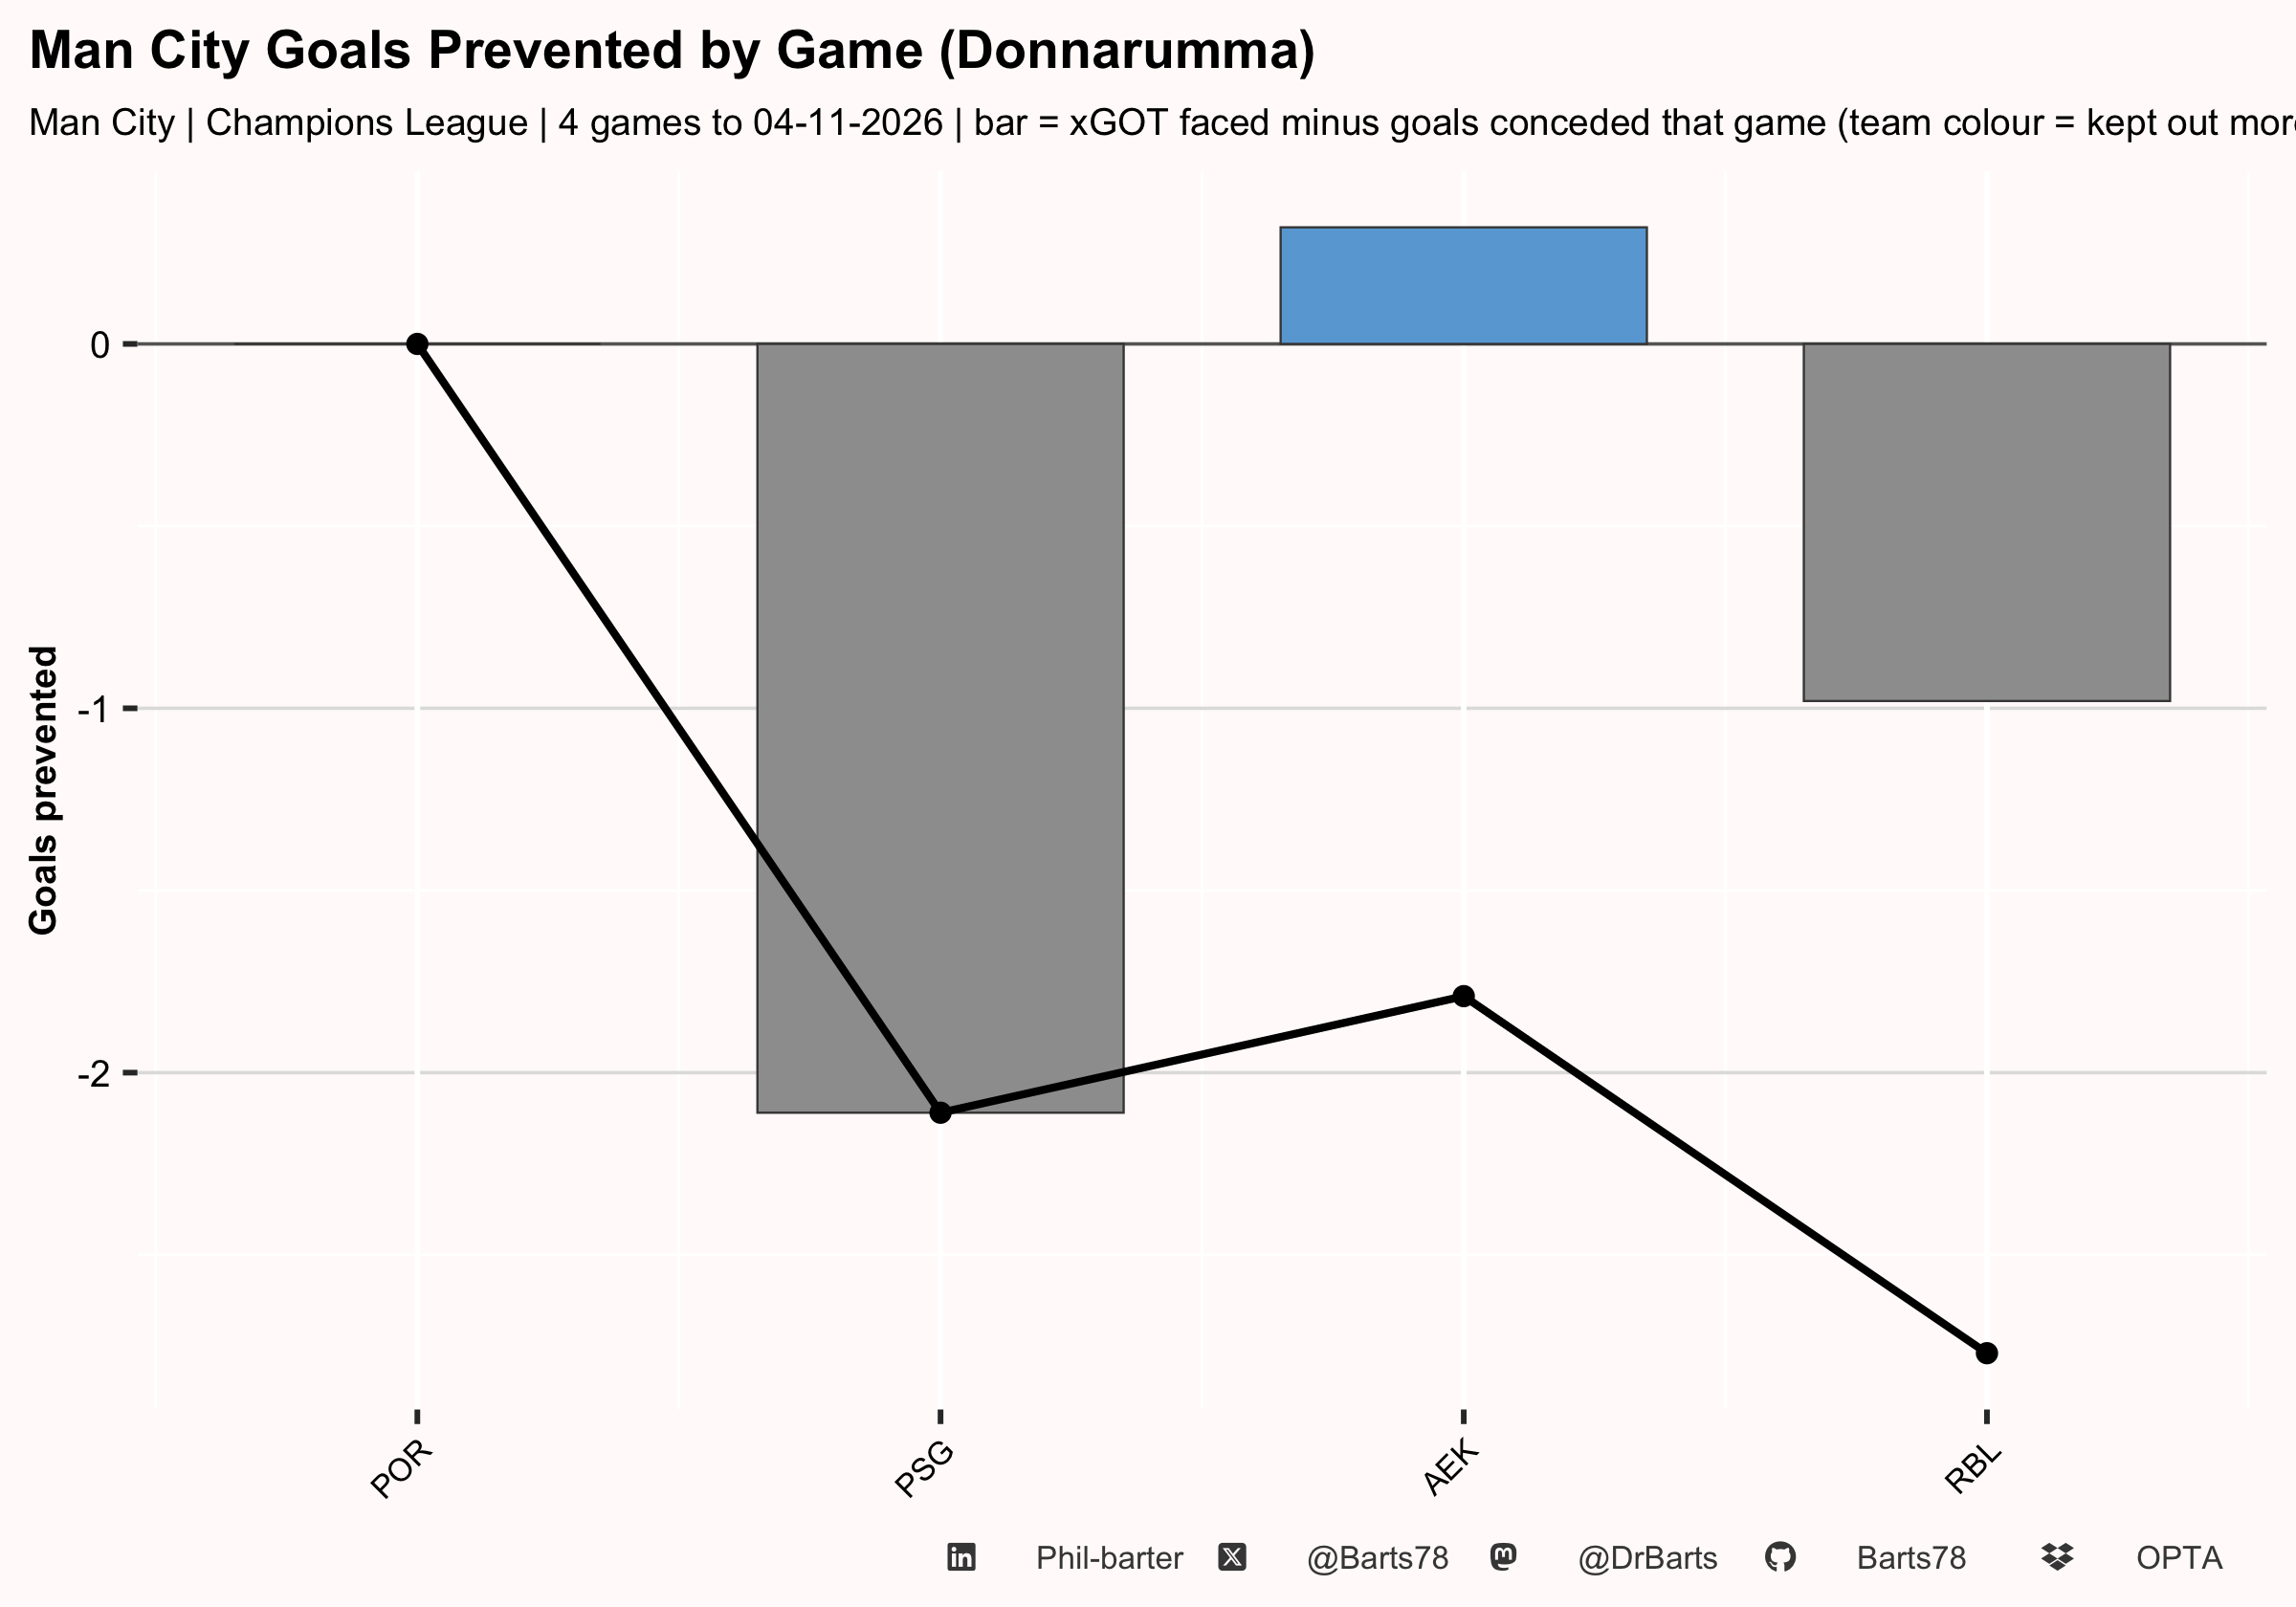 Man City Goals Prevented by Game (Donnarumma)
Man City | Champions League | 4 games to 04-11-2026 | bar = xGOT faced minus goals conceded that game (team colour = kept out mor
Goals prevented
0
-1
-2
POR
PSG
AEK
RBL
Phil-barter @Barts78 @DrBarts Barts78 OPTA